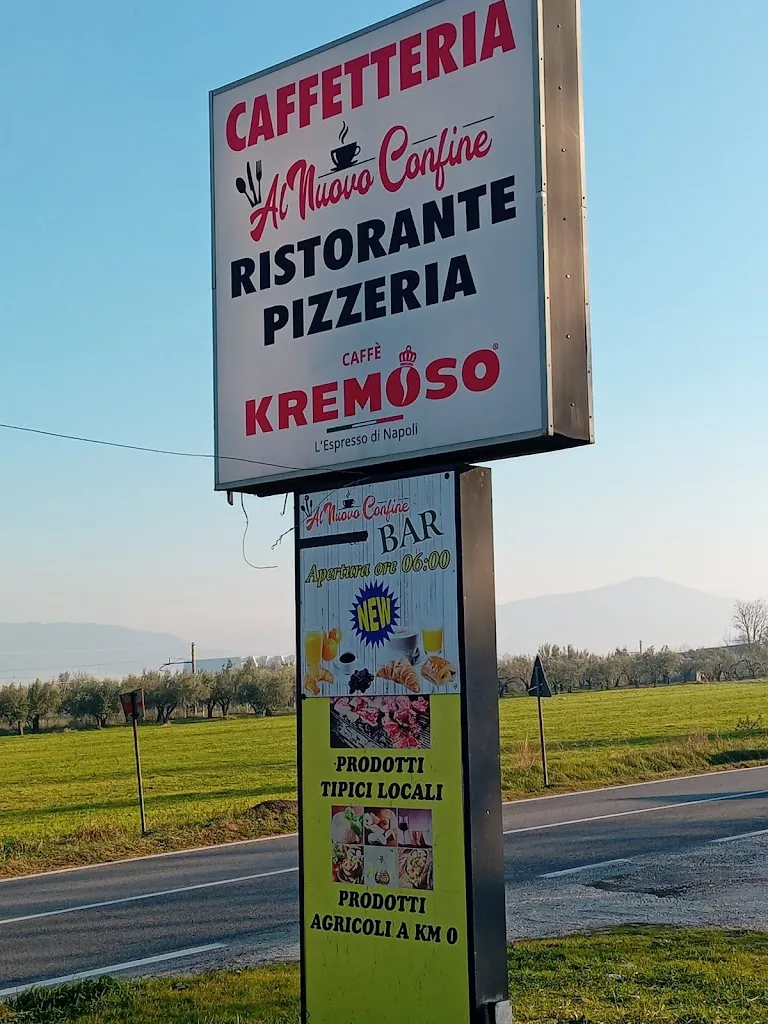 CAFFETTERIA
Al Nuovo Confine
RISTORANTE
PIZZERIA
CAFFÈ
KREMOSO®
L'Espresso di Napoli
Al Nuovo Confine
BAR
Apertura ore 06:00
NEW
PRODOTTI
TIPICI LOCALI
PRODOTTI
AGRICOLI A KM 0